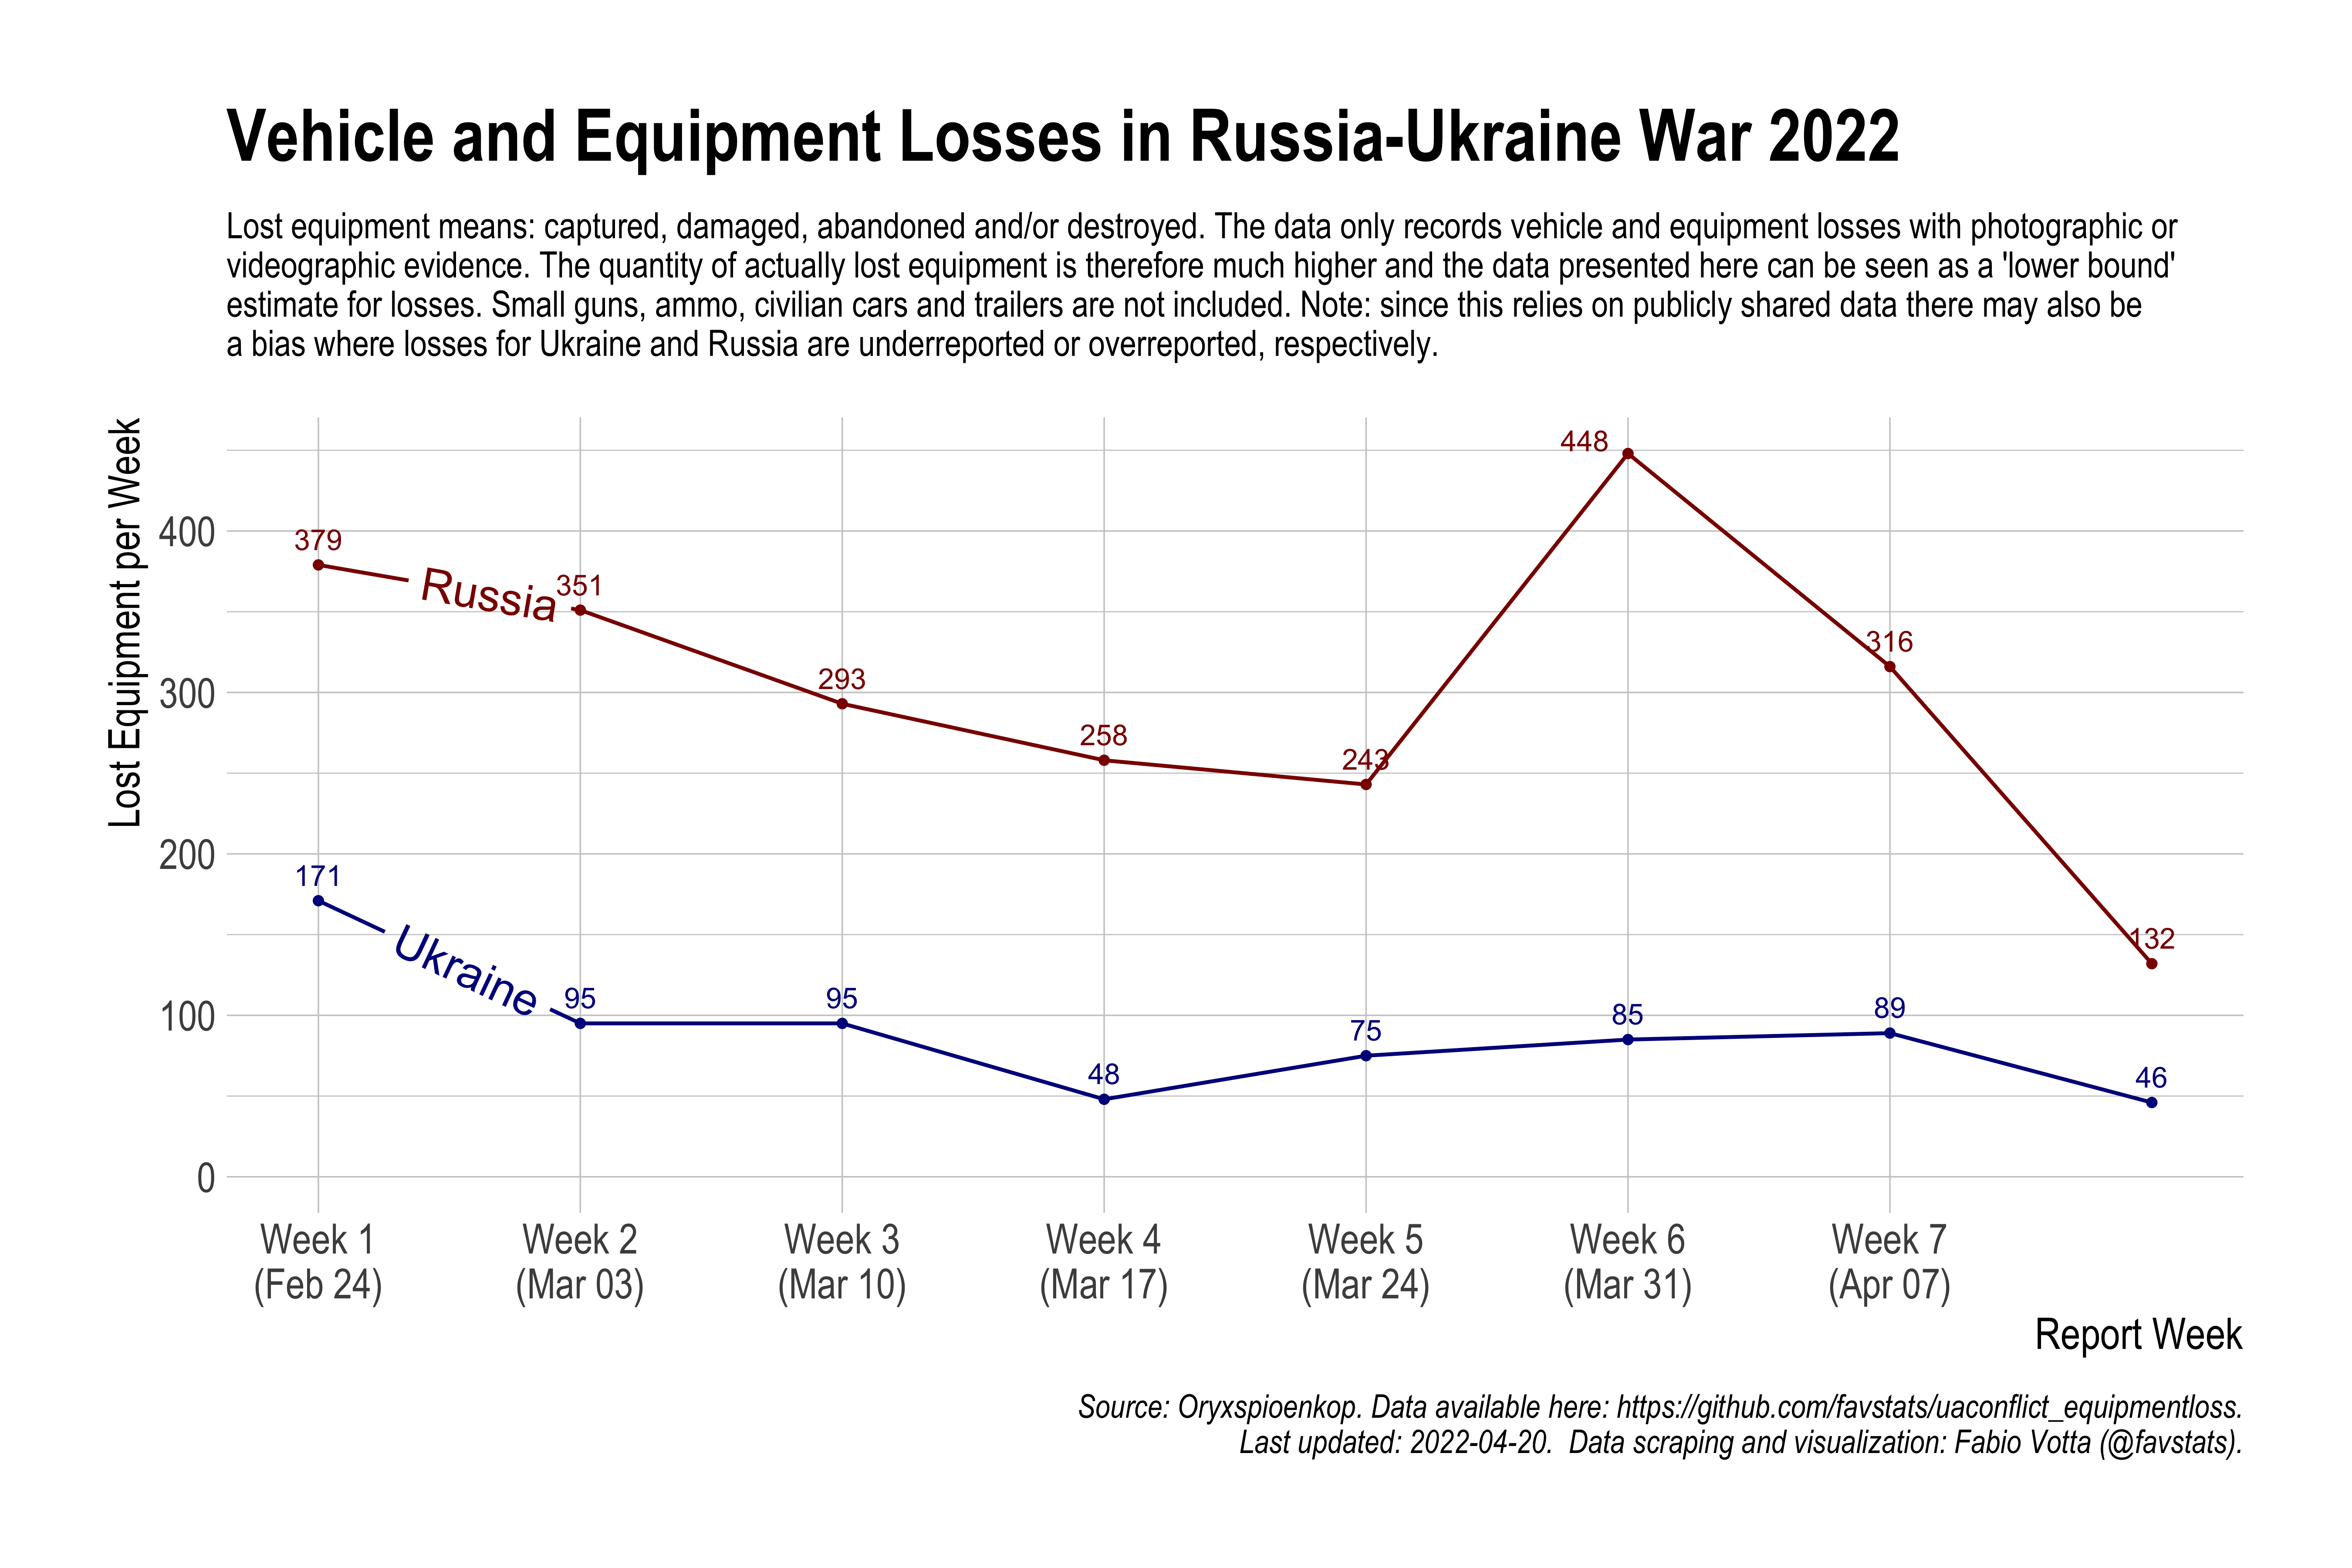 Vehicle and Equipment Losses in Russia-Ukraine War 2022
Lost equipment means: captured, damaged, abandoned and/or destroyed. The data only records vehicle and equipment losses with photographic or
videographic evidence. The quantity of actually lost equipment is therefore much higher and the data presented here can be seen as a 'lower bound'
estimate for losses. Small guns, ammo, civilian cars and trailers are not included. Note: since this relies on publicly shared data there may also be
a bias where losses for Ukraine and Russia are underreported or overreported, respectively.
Lost Equipment per Week
400
300
200
100
0
379
Russia
351
293
258
243
448
316
132
171
Ukraine
95
95
48
75
85
89
46
Week 1
(Feb 24)
Week 2
(Mar 03)
Week 3
(Mar 10)
Week 4
(Mar 17)
Week 5
(Mar 24)
Week 6
(Mar 31)
Week 7
(Apr 07)
Report Week
Source: Oryxspioenkop. Data available here: https://github.com/favstats/uaconflict_equipmentloss.
Last updated: 2022-04-20.  Data scraping and visualization: Fabio Votta (@favstats).